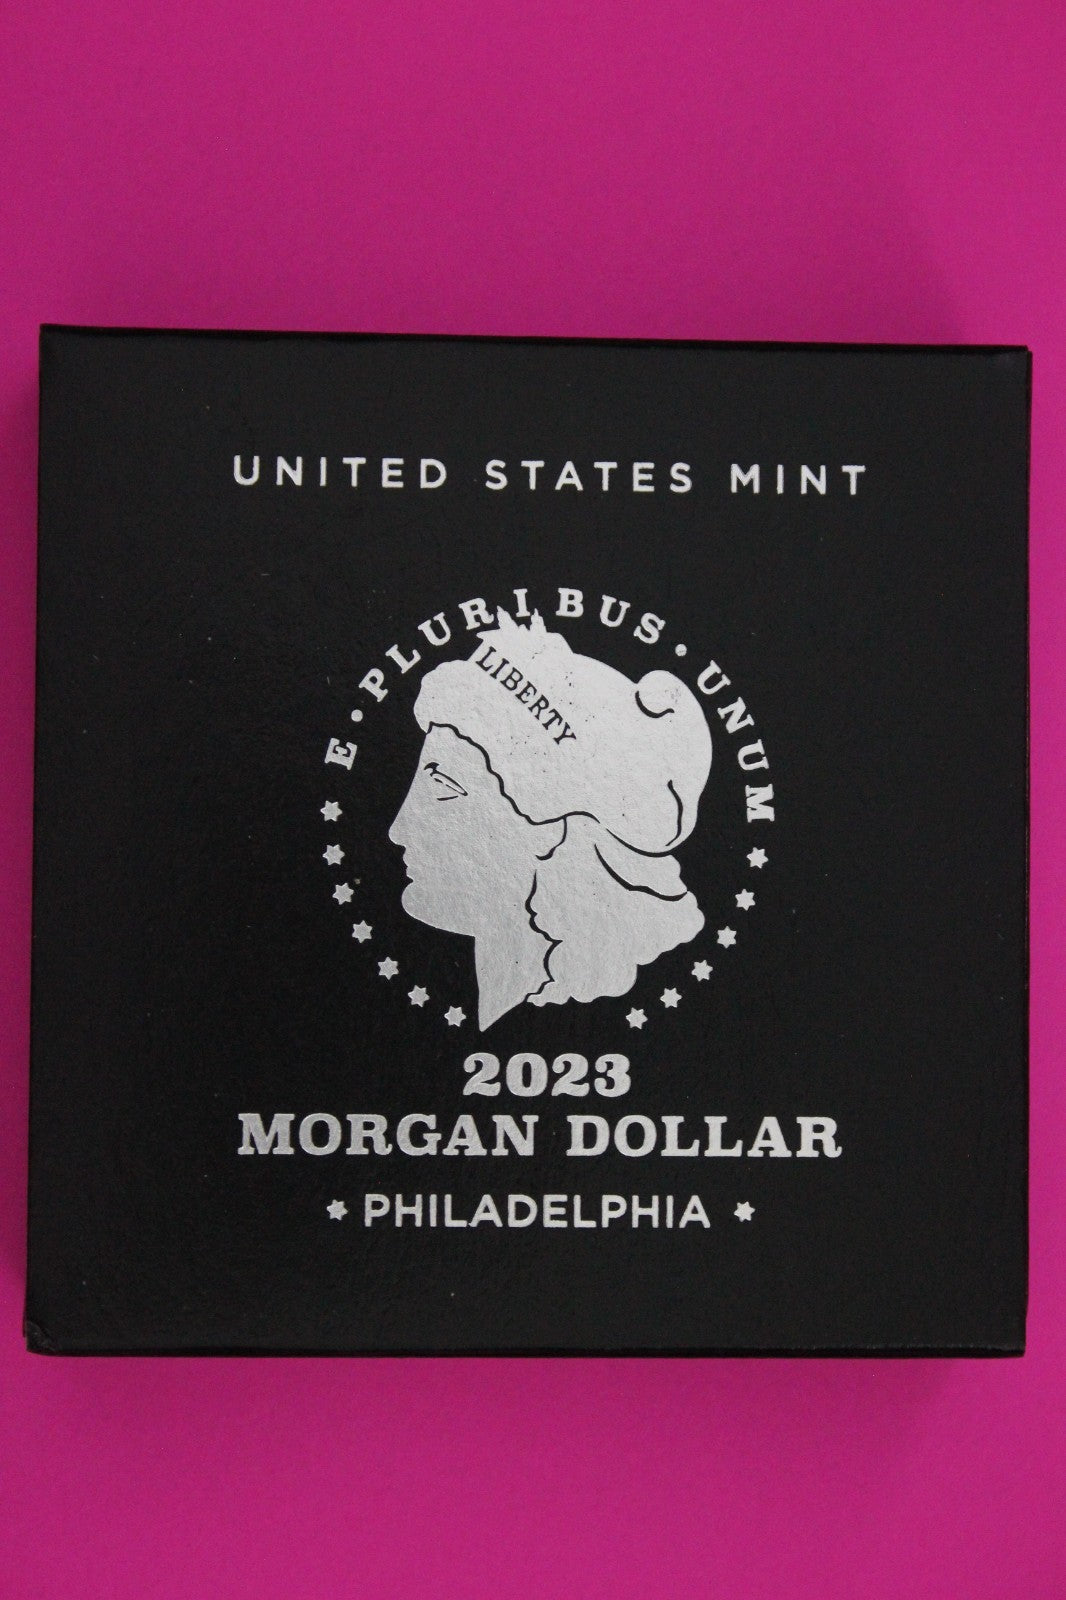 UNITED STATES MINT
E · PLURIBUS · UNUM
LIBERTY
2023
MORGAN DOLLAR
* PHILADELPHIA *